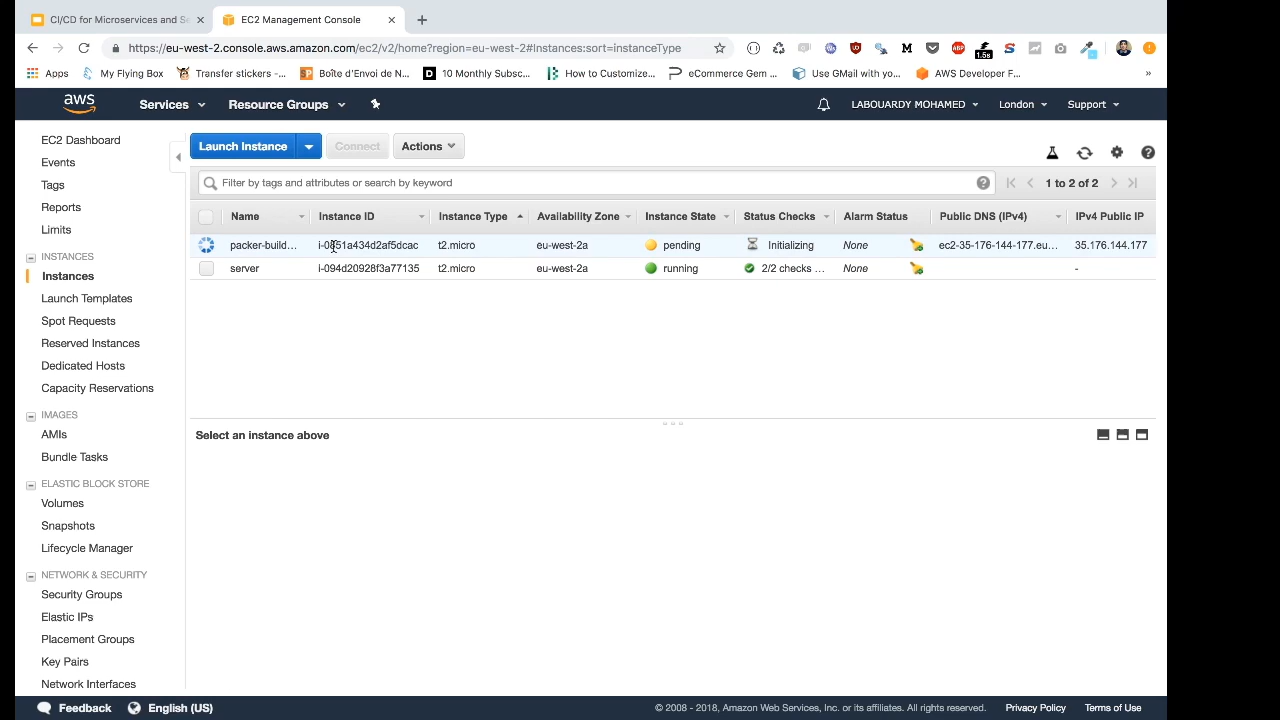 CI/CD for Microservices and Se
EC2 Management Console
https://eu-west-2.console.aws.amazon.com/ec2/v2/home?region=eu-west-2#Instances:sort=instanceType
Apps My Flying Box Transfer stickers -... Boîte d'Envoi de N... 10 Monthly Subsc... How to Customize... eCommerce Gem ... Use GMail with yo... AWS Developer F... »
aws Services Resource Groups LABOUARDY MOHAMED London Support
EC2 Dashboard
Events
Tags
Reports
Limits
INSTANCES
Instances
Launch Templates
Spot Requests
Reserved Instances
Dedicated Hosts
Capacity Reservations
IMAGES
AMIs
Bundle Tasks
ELASTIC BLOCK STORE
Volumes
Snapshots
Lifecycle Manager
NETWORK & SECURITY
Security Groups
Elastic IPs
Placement Groups
Key Pairs
Network Interfaces
Launch Instance Connect Actions
Filter by tags and attributes or search by keyword 1 to 2 of 2
Name Instance ID Instance Type Availability Zone Instance State Status Checks Alarm Status Public DNS (IPv4) IPv4 Public IP
packer-build... t2.micro eu-west-2a pending Initializing None ec2-35-176-144-177.eu... 35.176.144.177
server i-094d20928f3a77135 t2.micro eu-west-2a running 2/2 checks ... None -
Select an instance above
Feedback English (US) © 2008 - 2018, Amazon Web Services, Inc. or its affiliates. All rights reserved. Privacy Policy Terms of Use